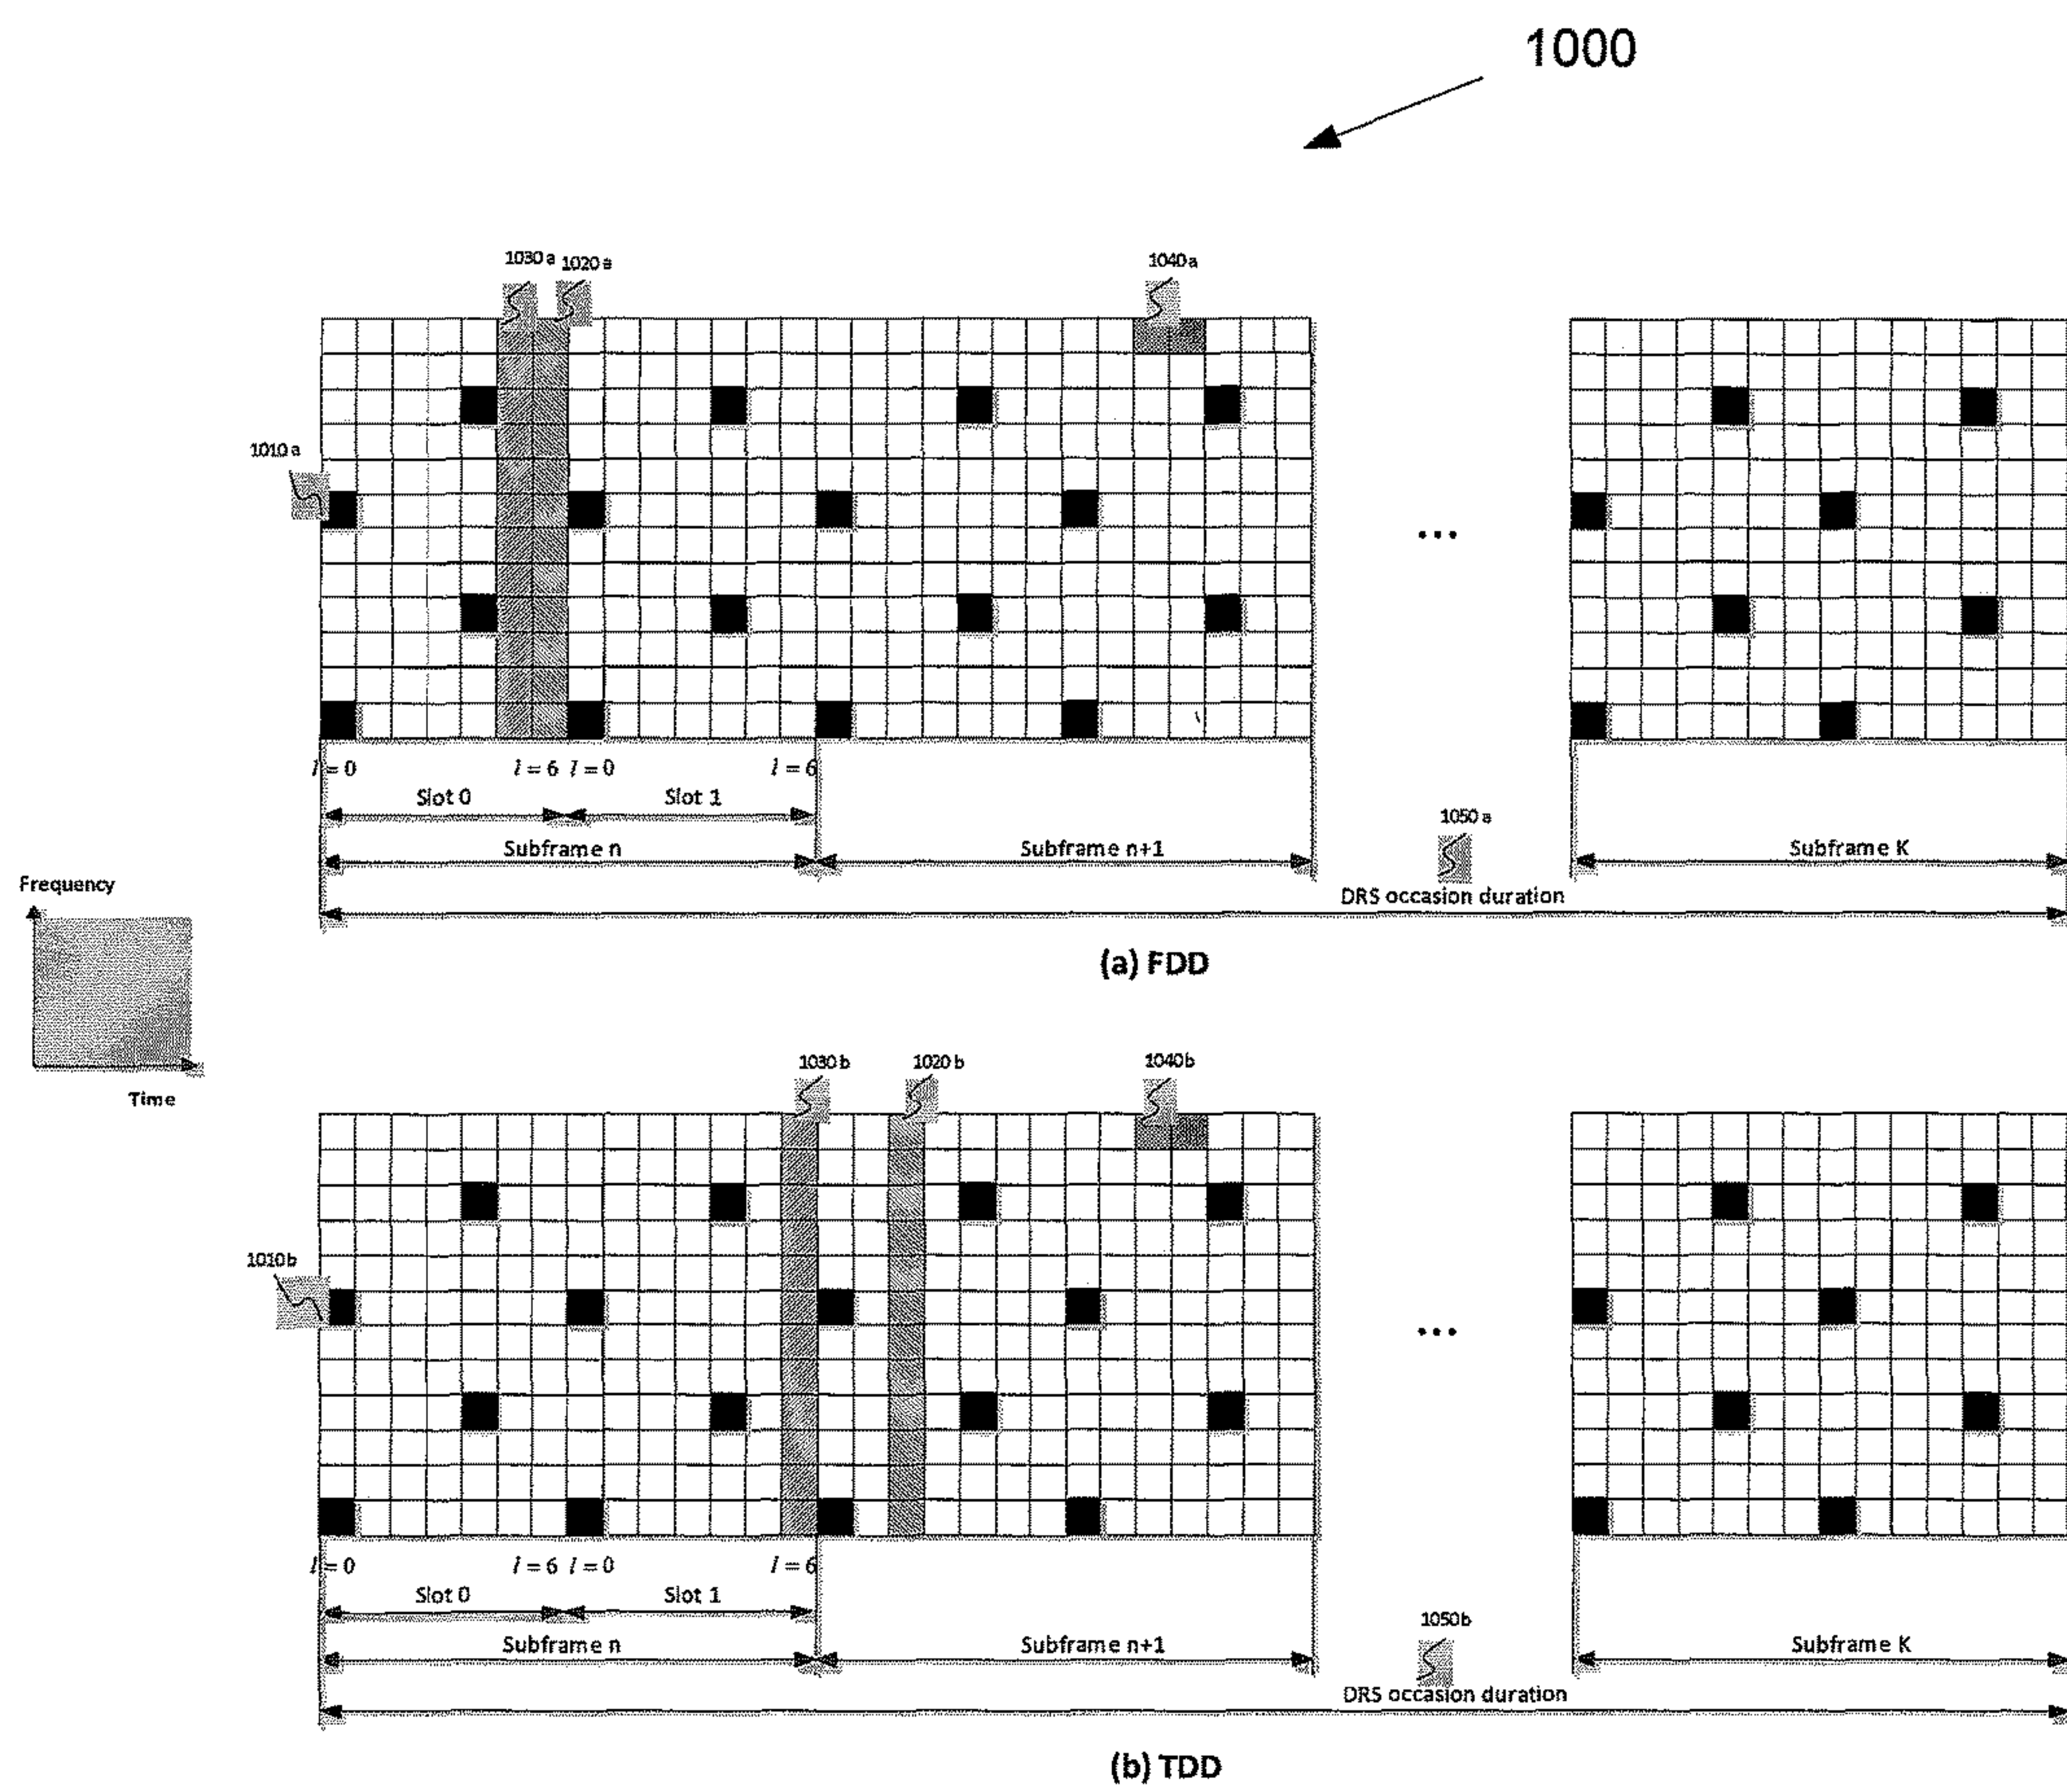 1000
1030a 1020a 1040a
1010a
...
l = 0 l = 6 l = 0 l = 6
Slot 0 Slot 1
1050a
Subframe n Subframe n+1 Subframe K
DRS occasion duration
(a) FDD
Frequency
Time
1030b 1020b 1040b
1010b
...
l = 0 l = 6 l = 0 l = 6
Slot 0 Slot 1
1050b
Subframe n Subframe n+1 Subframe K
DRS occasion duration
(b) TDD